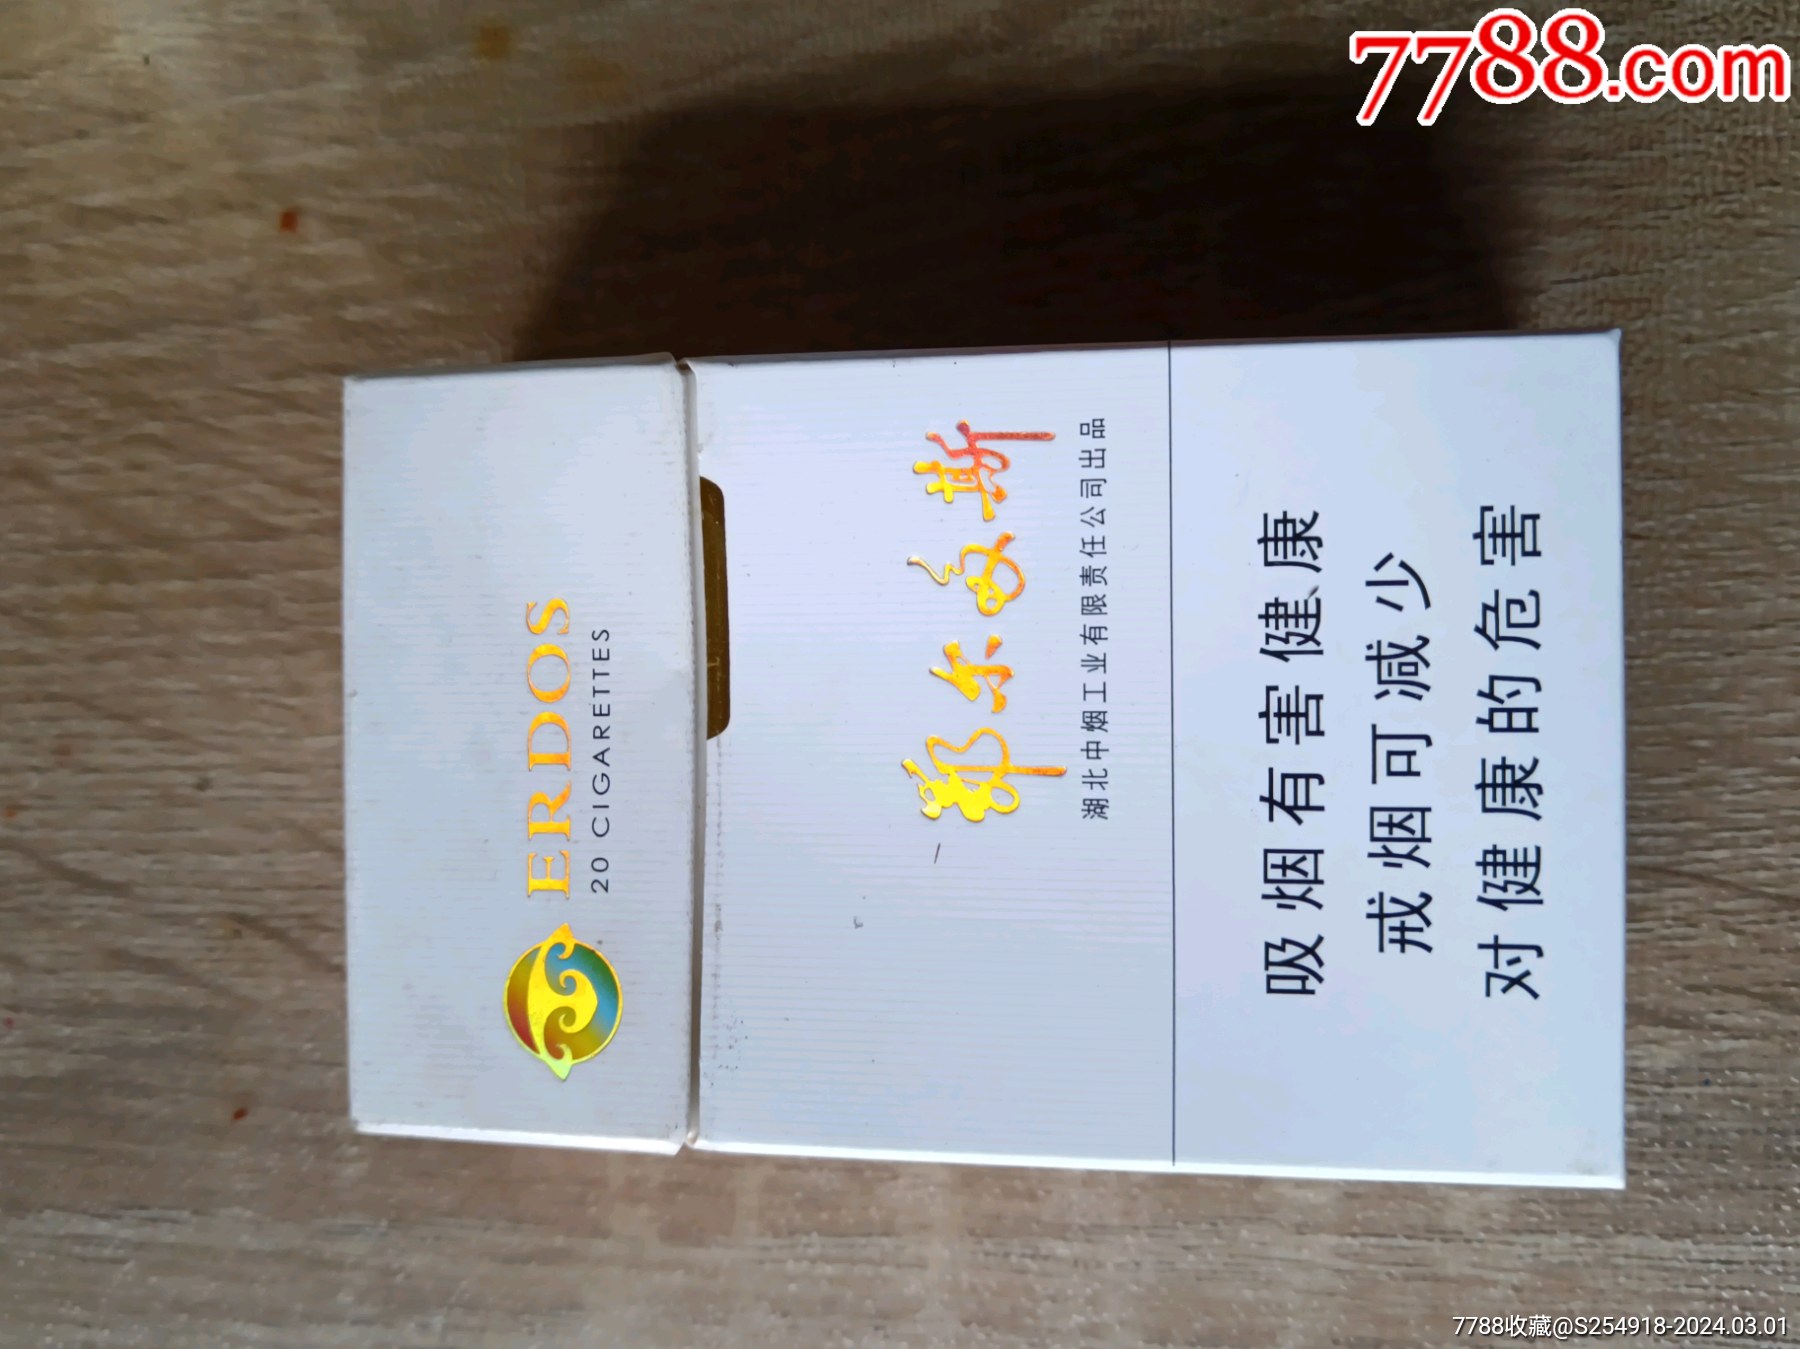 7788.com
ERDOS
20 CIGARETTES
鄂尔多斯
湖北中烟工业有限责任公司出品
吸烟有害健康
戒烟可减少
对健康的危害
7788收藏@S254918-2024.03.01